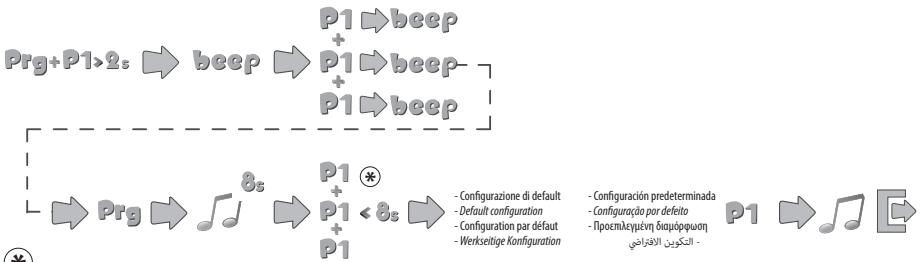 P1 beep
+
Prg+P1>2s beep P1 beep
+
P1 beep
Prg 8s
P1 *
+
P1 < 8s
+
P1
- Configurazione di default
- Default configuration
- Configuration par défaut
- Werkseitige Konfiguration
- Configuración predeterminada
- Configuração por defeito
- Προεπιλεγμένη διαμόρφωση
- التكوين الافتراضي
P1
*